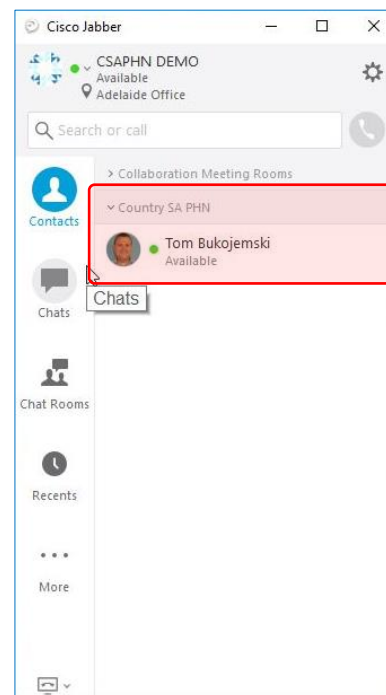 Cisco Jabber
CSAPHN DEMO
Available
Adelaide Office
Search or call
> Collaboration Meeting Rooms
Contacts
Country SA PHN
Tom Bukojemski
Available
Chats
Chats
Chat Rooms
Recents
More